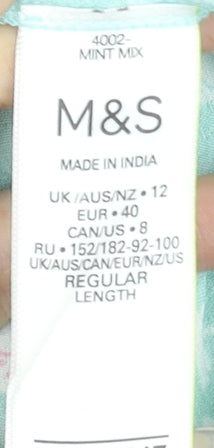 4002-
MINT MIX
M&S
MADE IN INDIA
UK/AUS/NZ • 12
EUR • 40
CAN/US • 8
RU • 152/182-92-100
UK/AUS/CAN/EUR/NZ/US
REGULAR
LENGTH